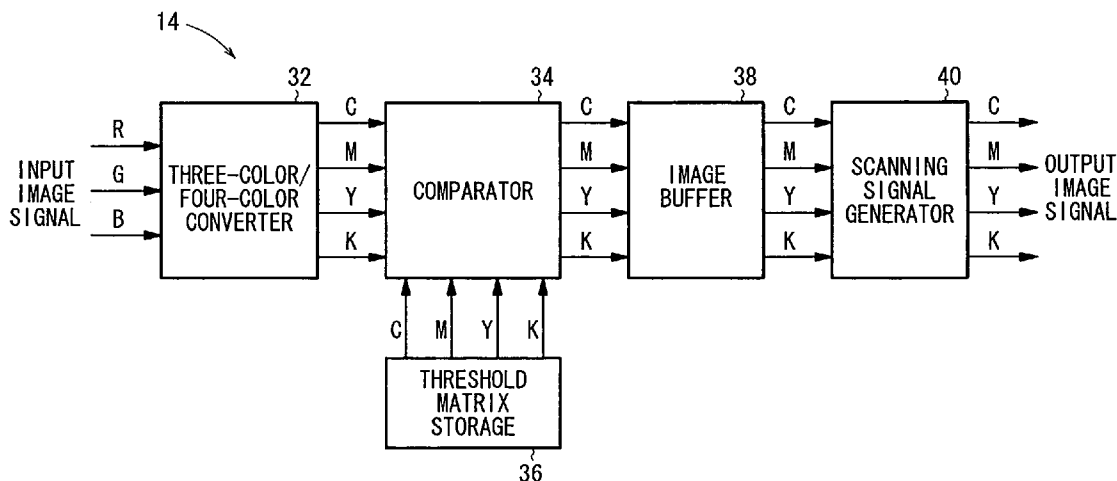 14
32
34
38
40
R
G
B
INPUT
IMAGE
SIGNAL
THREE-COLOR/
FOUR-COLOR
CONVERTER
C
M
Y
K
COMPARATOR
C
M
Y
K
IMAGE
BUFFER
C
M
Y
K
SCANNING
SIGNAL
GENERATOR
C
M
Y
K
OUTPUT
IMAGE
SIGNAL
C M Y K
THRESHOLD
MATRIX
STORAGE
36